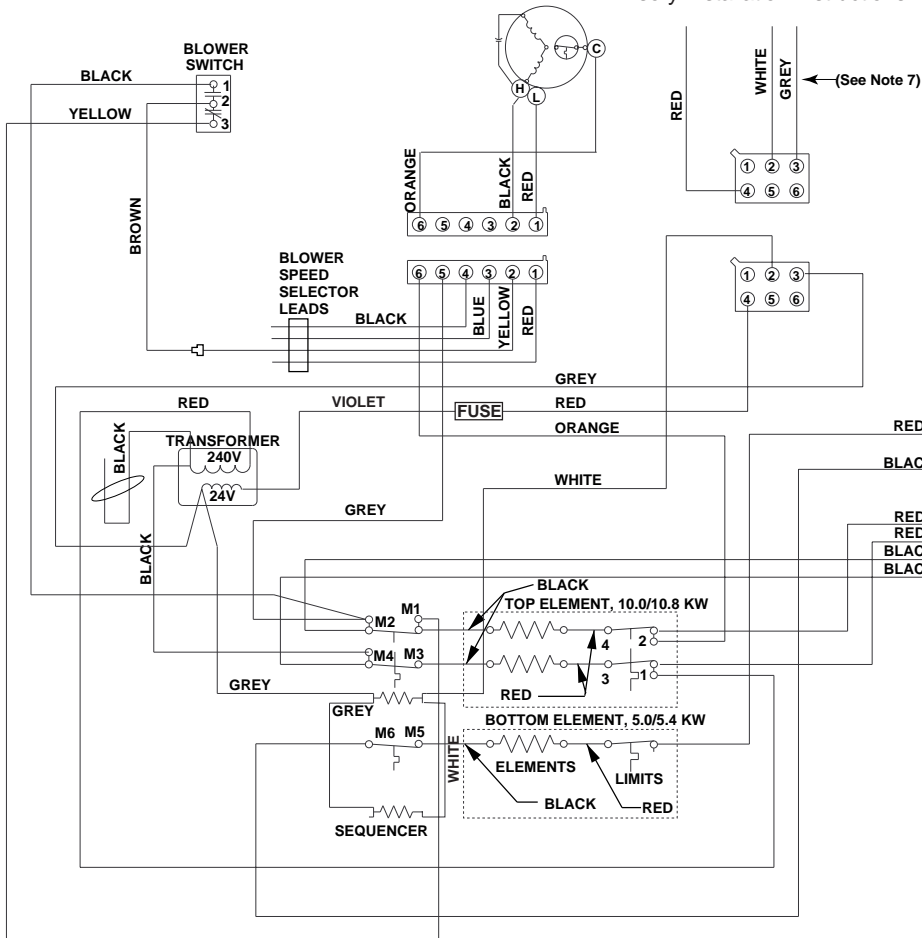 BLOWER
SWITCH
BLACK
1
2
3
YELLOW
BROWN
C
H
L
ORANGE
BLACK
RED
6 5 4 3 2 1
RED
WHITE
GREY
(See Note 7)
1 2 3
4 5 6
BLOWER
SPEED
SELECTOR
LEADS
6 5 4 3 2 1
BLACK
BLUE
YELLOW
RED
1 2 3
4 5 6
GREY
RED
VIOLET
FUSE
RED
ORANGE
BLACK
TRANSFORMER
240V
24V
WHITE
GREY
BLACK
RED
BLAC
RED
RED
BLAC
BLAC
BLACK
TOP ELEMENT, 10.0/10.8 KW
M2 M1
4 2
M4 M3
3 1
RED
GREY
GREY
WHITE
BOTTOM ELEMENT, 5.0/5.4 KW
M6 M5
ELEMENTS
LIMITS
BLACK
RED
SEQUENCER